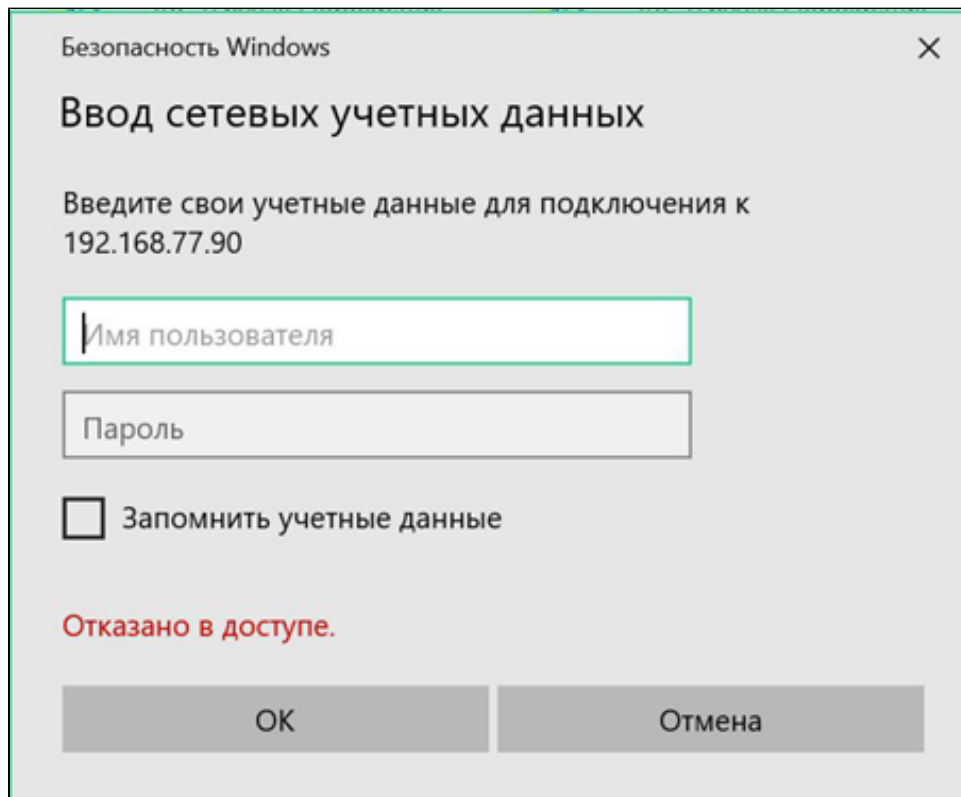 Безопасность Windows
Ввод сетевых учетных данных
Введите свои учетные данные для подключения к
192.168.77.90
Имя пользователя
Пароль
Запомнить учетные данные
Отказано в доступе.
ОК
Отмена